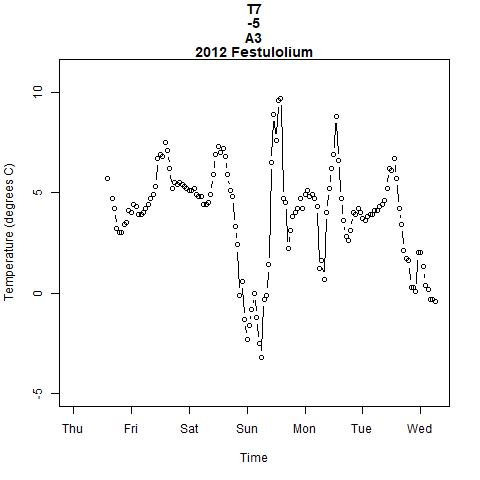 T7
-5
A3
2012 Festulolium
Temperature (degrees C)
10
5
0
-5
Thu Fri Sat Sun Mon Tue Wed
Time